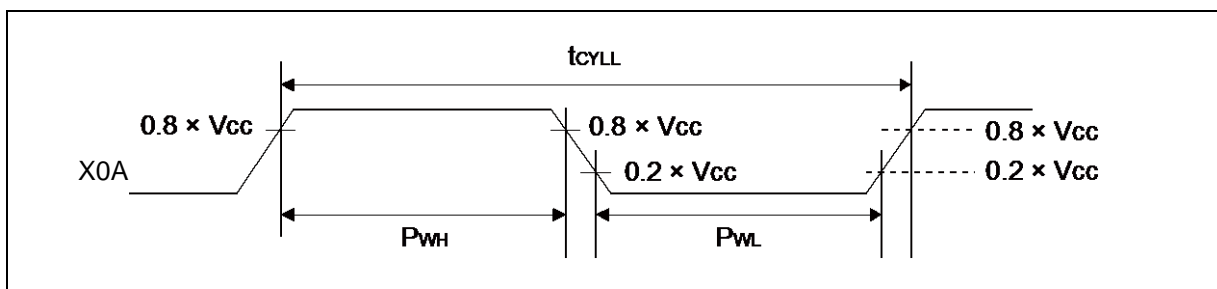 tCYLL
0.8 × Vcc
0.8 × Vcc
0.8 × Vcc
X0A
0.2 × Vcc
0.2 × Vcc
PWH
PWL